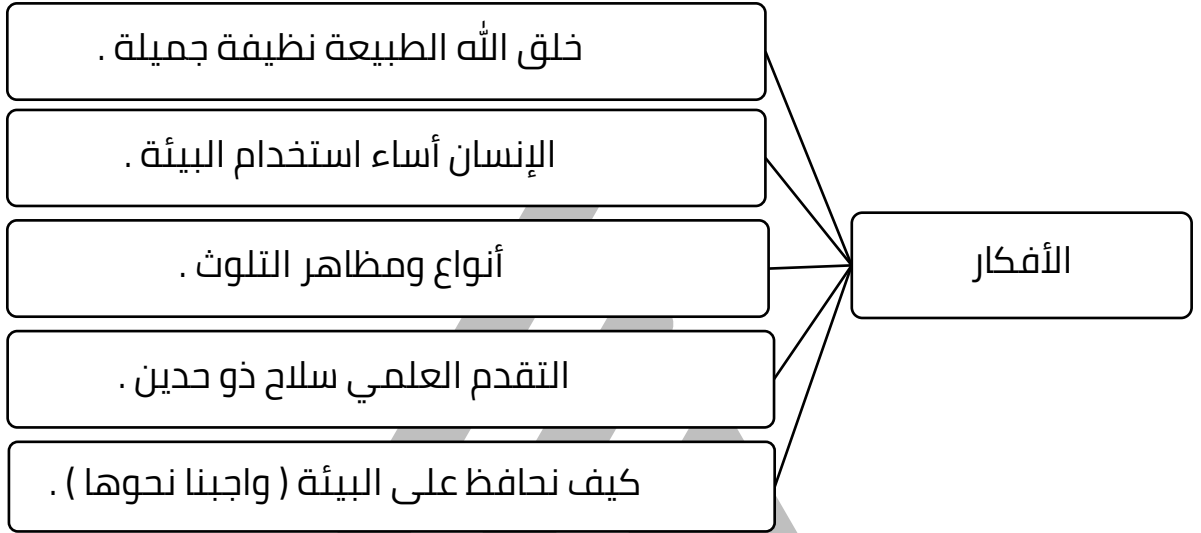 الأفكار
خلق الله الطبيعة نظيفة جميلة .
الإنسان أساء استخدام البيئة .
أنواع ومظاهر التلوث .
التقدم العلمي سلاح ذو حدين .
كيف نحافظ على البيئة ( واجبنا نحوها ) .